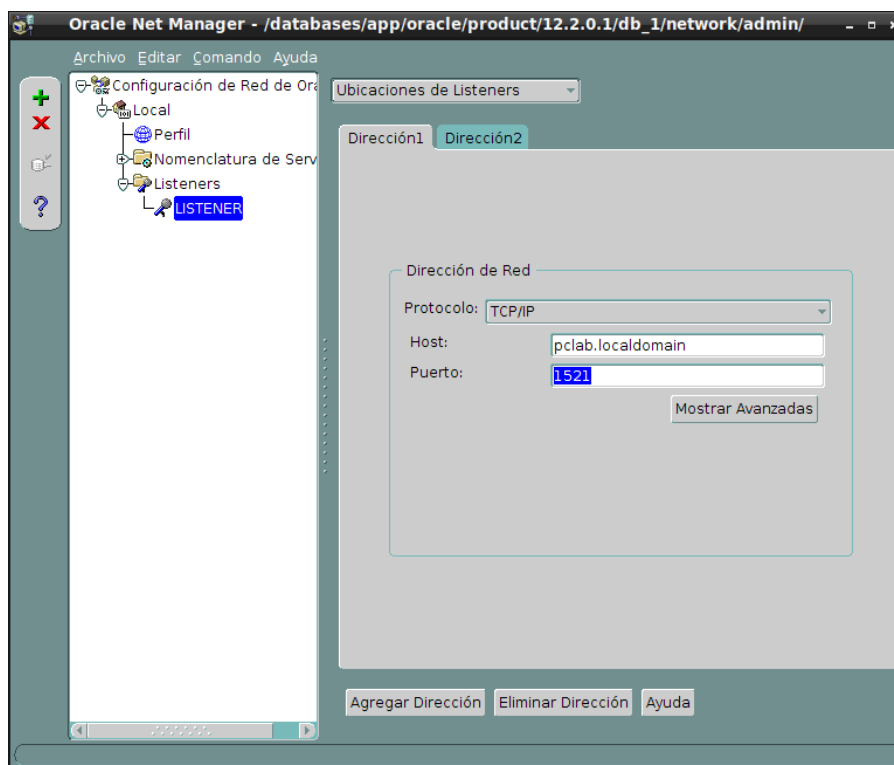 Oracle Net Manager - /databases/app/oracle/product/12.2.0.1/db_1/network/admin/
Archivo Editar Comando Ayuda
Configuración de Red de Ora
Local
Perfil
Nomenclatura de Serv
Listeners
LISTENER
Ubicaciones de Listeners
Dirección1 Dirección2
Dirección de Red
Protocolo: TCP/IP
Host: pclab.localdomain
Puerto: 1521
Mostrar Avanzadas
Agregar Dirección Eliminar Dirección Ayuda